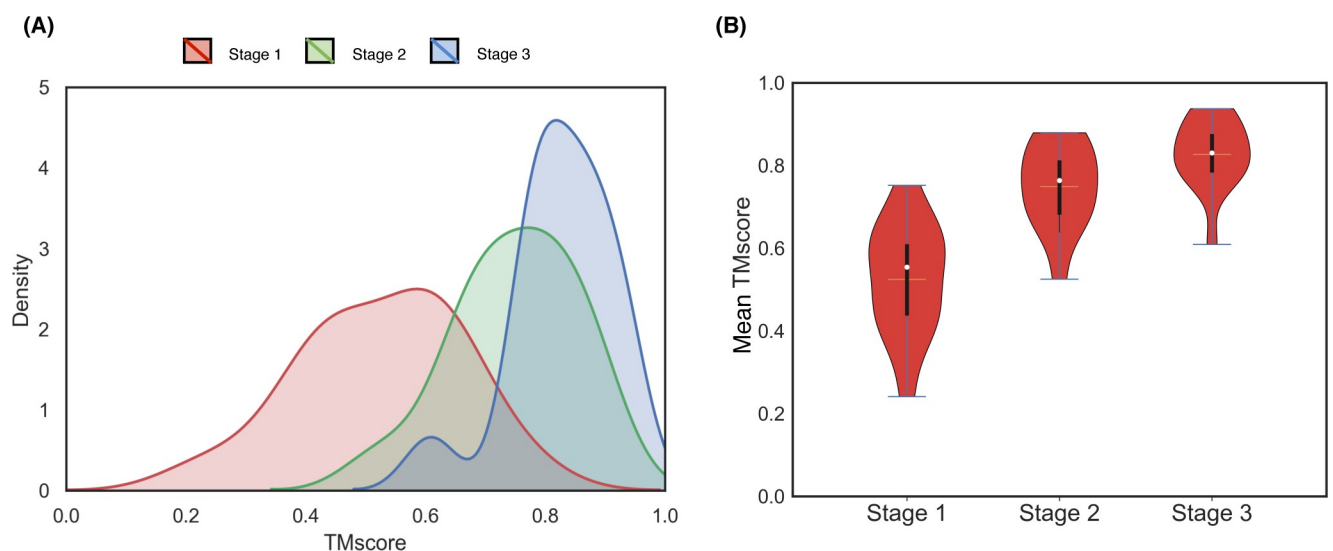 (A)
Stage 1 Stage 2 Stage 3
5
4
3
2
1
0
Density
0.0 0.2 0.4 0.6 0.8 1.0
TMscore
(B)
1.0
0.8
0.6
0.4
0.2
0.0
Mean TMscore
Stage 1 Stage 2 Stage 3